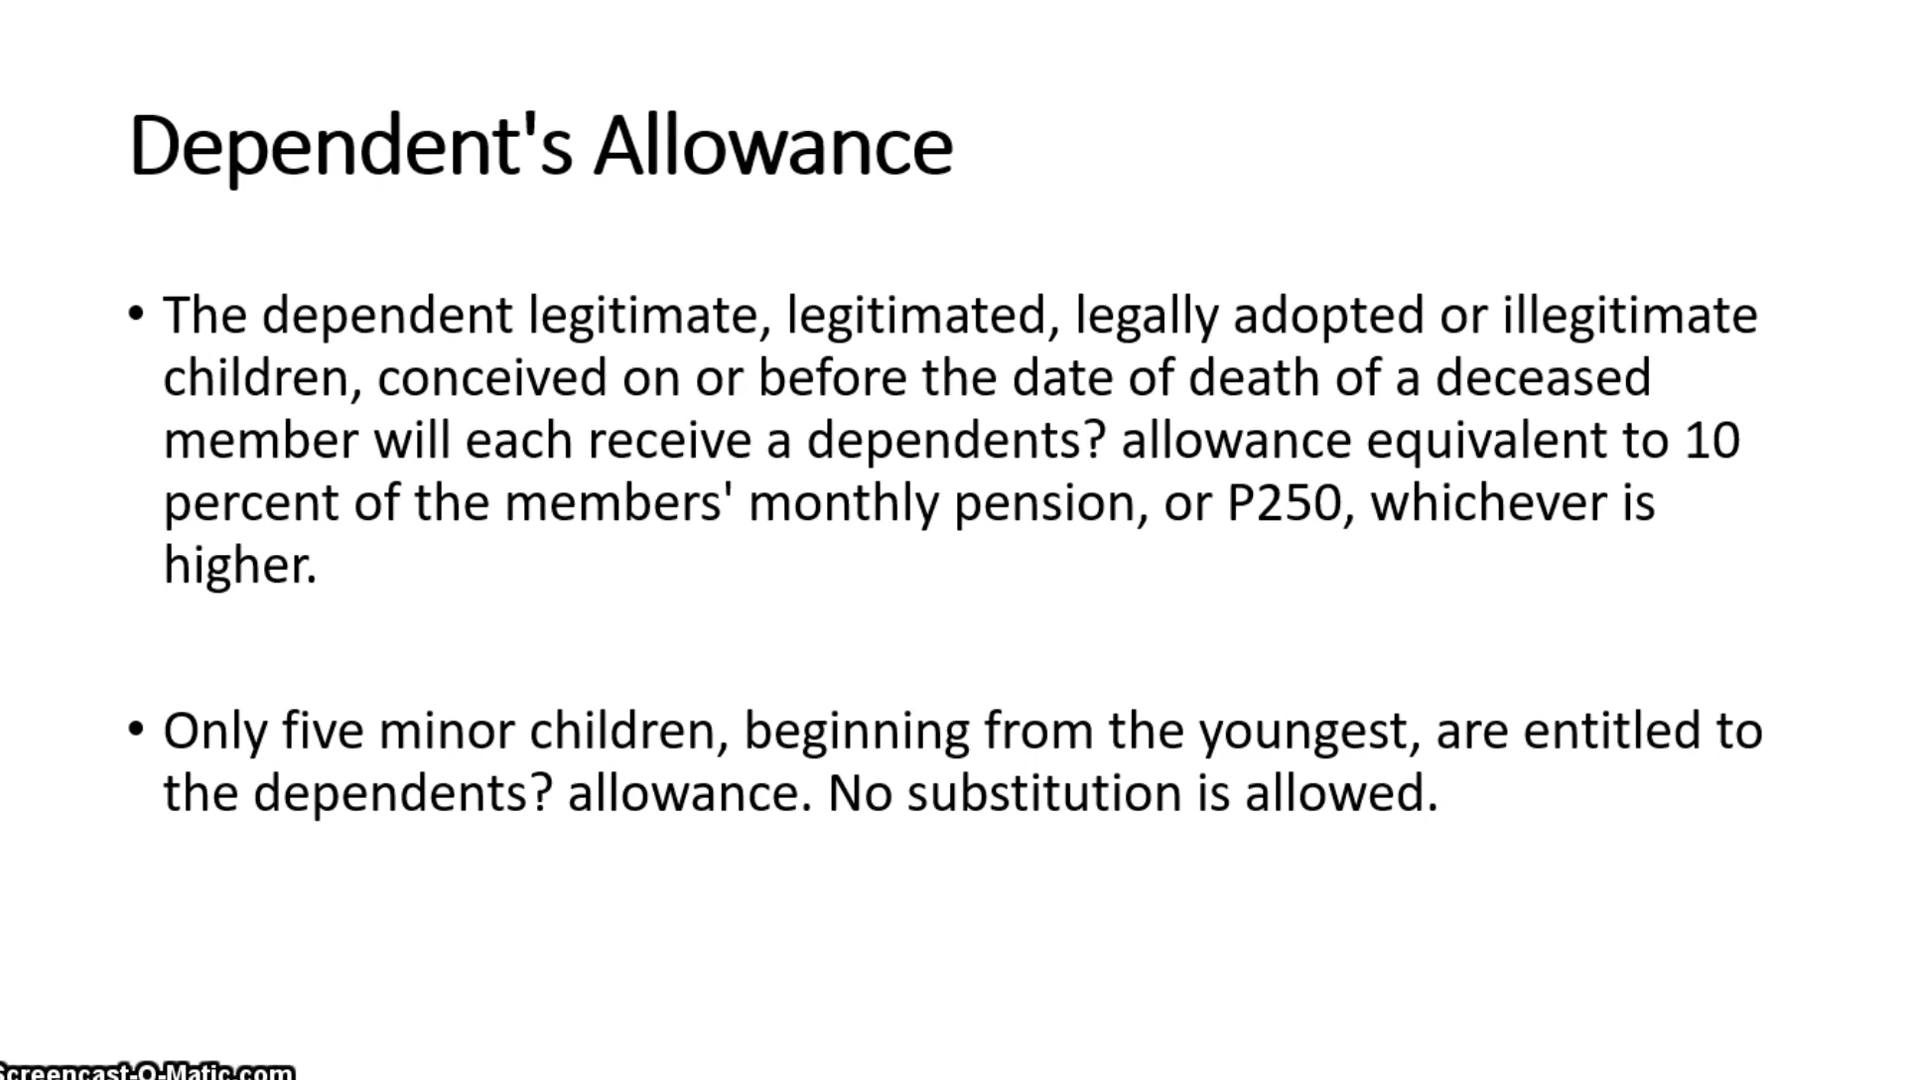 Dependent's Allowance
• The dependent legitimate, legitimated, legally adopted or illegitimate
children, conceived on or before the date of death of a deceased
member will each receive a dependents? allowance equivalent to 10
percent of the members' monthly pension, or P250, whichever is
higher.
• Only five minor children, beginning from the youngest, are entitled to
the dependents? allowance. No substitution is allowed.
Screencast-O-Matic.com